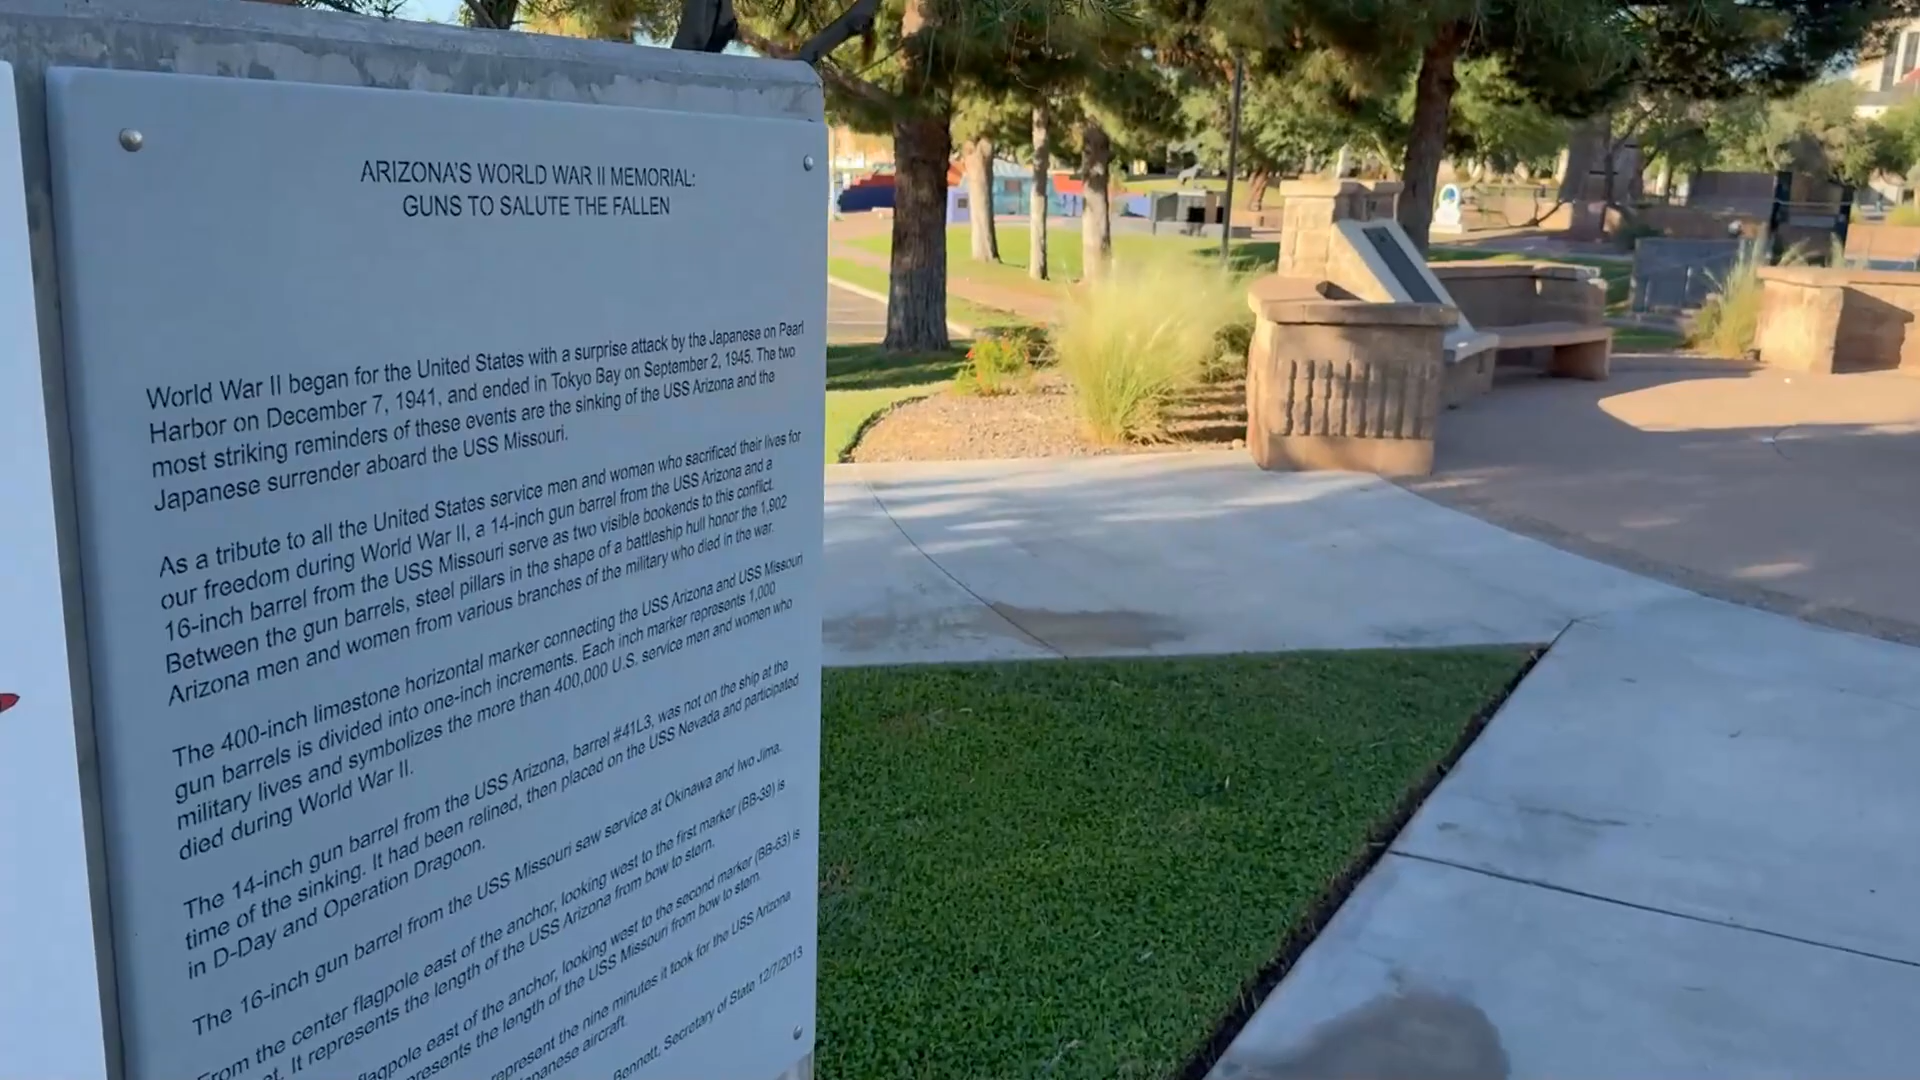 ARIZONA'S WORLD WAR II MEMORIAL:
GUNS TO SALUTE THE FALLEN
World War II began for the United States with a surprise attack by the Japanese on Pearl
Harbor on December 7, 1941, and ended in Tokyo Bay on September 2, 1945. The two
most striking reminders of these events are the sinking of the USS Arizona and the
Japanese surrender aboard the USS Missouri.
As a tribute to all the United States service men and women who sacrificed their lives for
our freedom during World War II, a 14-inch gun barrel from the USS Arizona and a
16-inch barrel from the USS Missouri serve as two visible bookends to this conflict.
Between the gun barrels, steel pillars in the shape of a battleship hull honor the 1,902
Arizona men and women from various branches of the military who died in the war.
The 400-inch limestone horizontal marker connecting the USS Arizona and USS Missouri
gun barrels is divided into one-inch increments. Each inch marker represents 1,000
military lives and symbolizes the more than 400,000 U.S. service men and women who
died during World War II.
The 14-inch gun barrel from the USS Arizona, barrel #41L3, was not on the ship at the
time of the sinking. It had been relined, then placed on the USS Nevada and participated
in D-Day and Operation Dragoon.
The 16-inch gun barrel from the USS Missouri saw service at Okinawa and Iwo Jima.
From the center flagpole east of the anchor, looking west to the first marker (BB-39) is
It represents the length of the USS Arizona from bow to stern.
flagpole east of the anchor, looking west to the second marker (BB-63) is
the length of the USS Missouri from bow to stern.
represent the nine minutes it took for the USS Arizona
aircraft.
Bennett, Secretary of State 12/7/2013